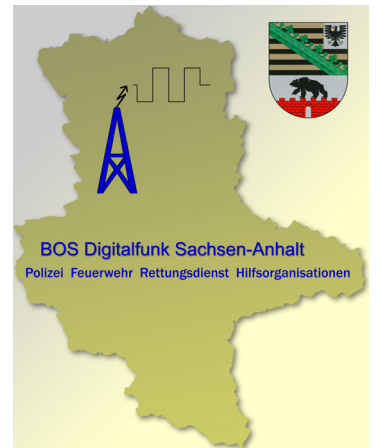 BOS Digitalfunk Sachsen-Anhalt
Polizei Feuerwehr Rettungsdienst Hilfsorganisationen